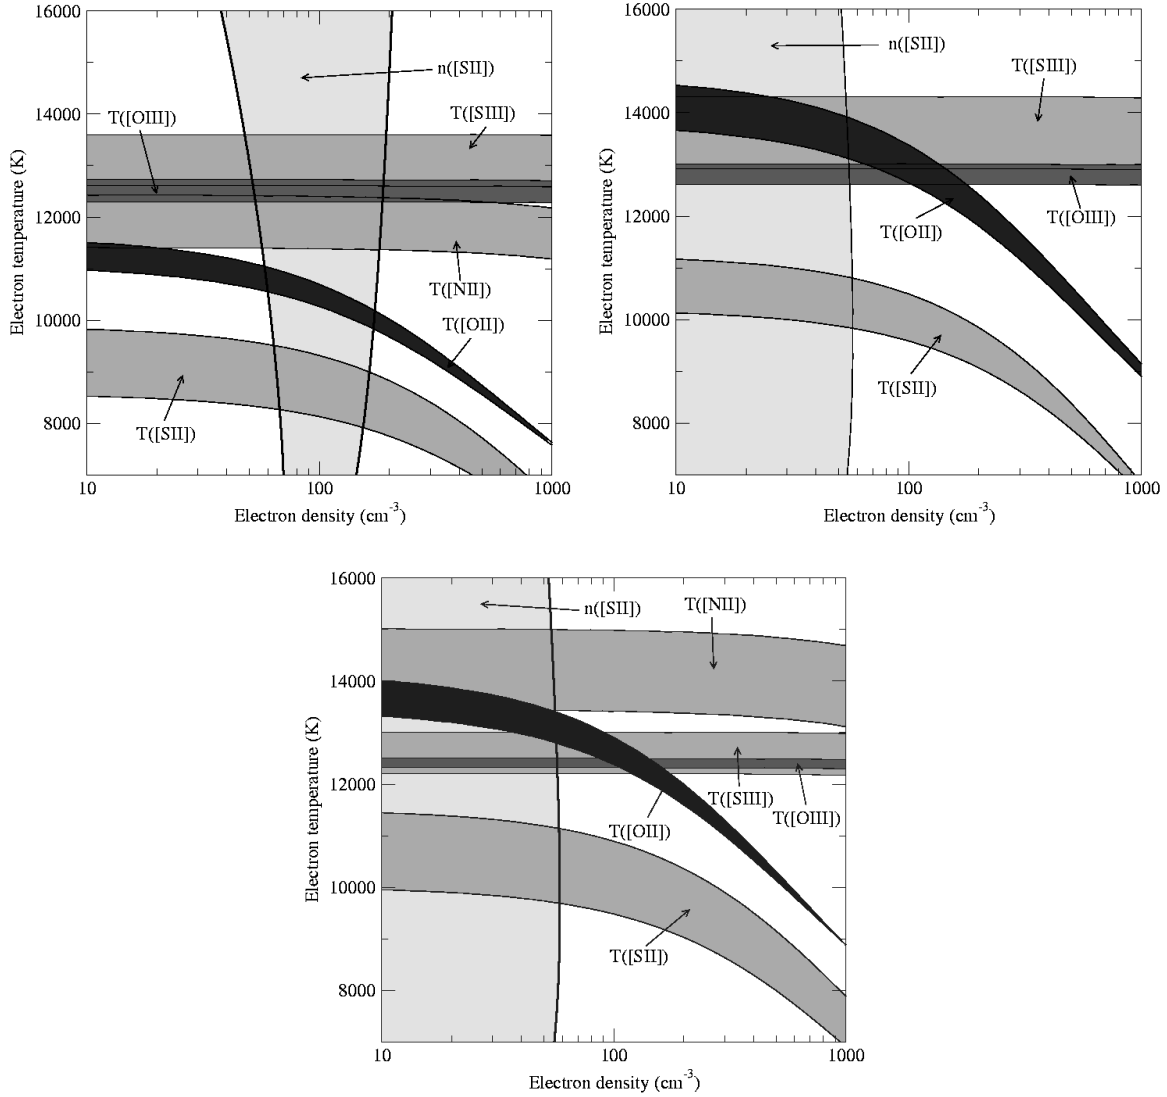 16000
n([SII])
14000
T([OIII])
T([SIII])
12000
T([NII])
10000
T([OII])
8000
T([SII])
10
100
1000
Electron temperature (K)
Electron density (cm-3)
16000
n([SII])
T([SIII])
14000
12000
T([OII])
T([OIII])
10000
T([SII])
8000
10
100
1000
Electron temperature (K)
Electron density (cm-3)
16000
n([SII])
T([NII])
14000
12000
T([SIII])
T([OIII])
T([OII])
10000
T([SII])
8000
10
100
1000
Electron temperature (K)
Electron density (cm-3)